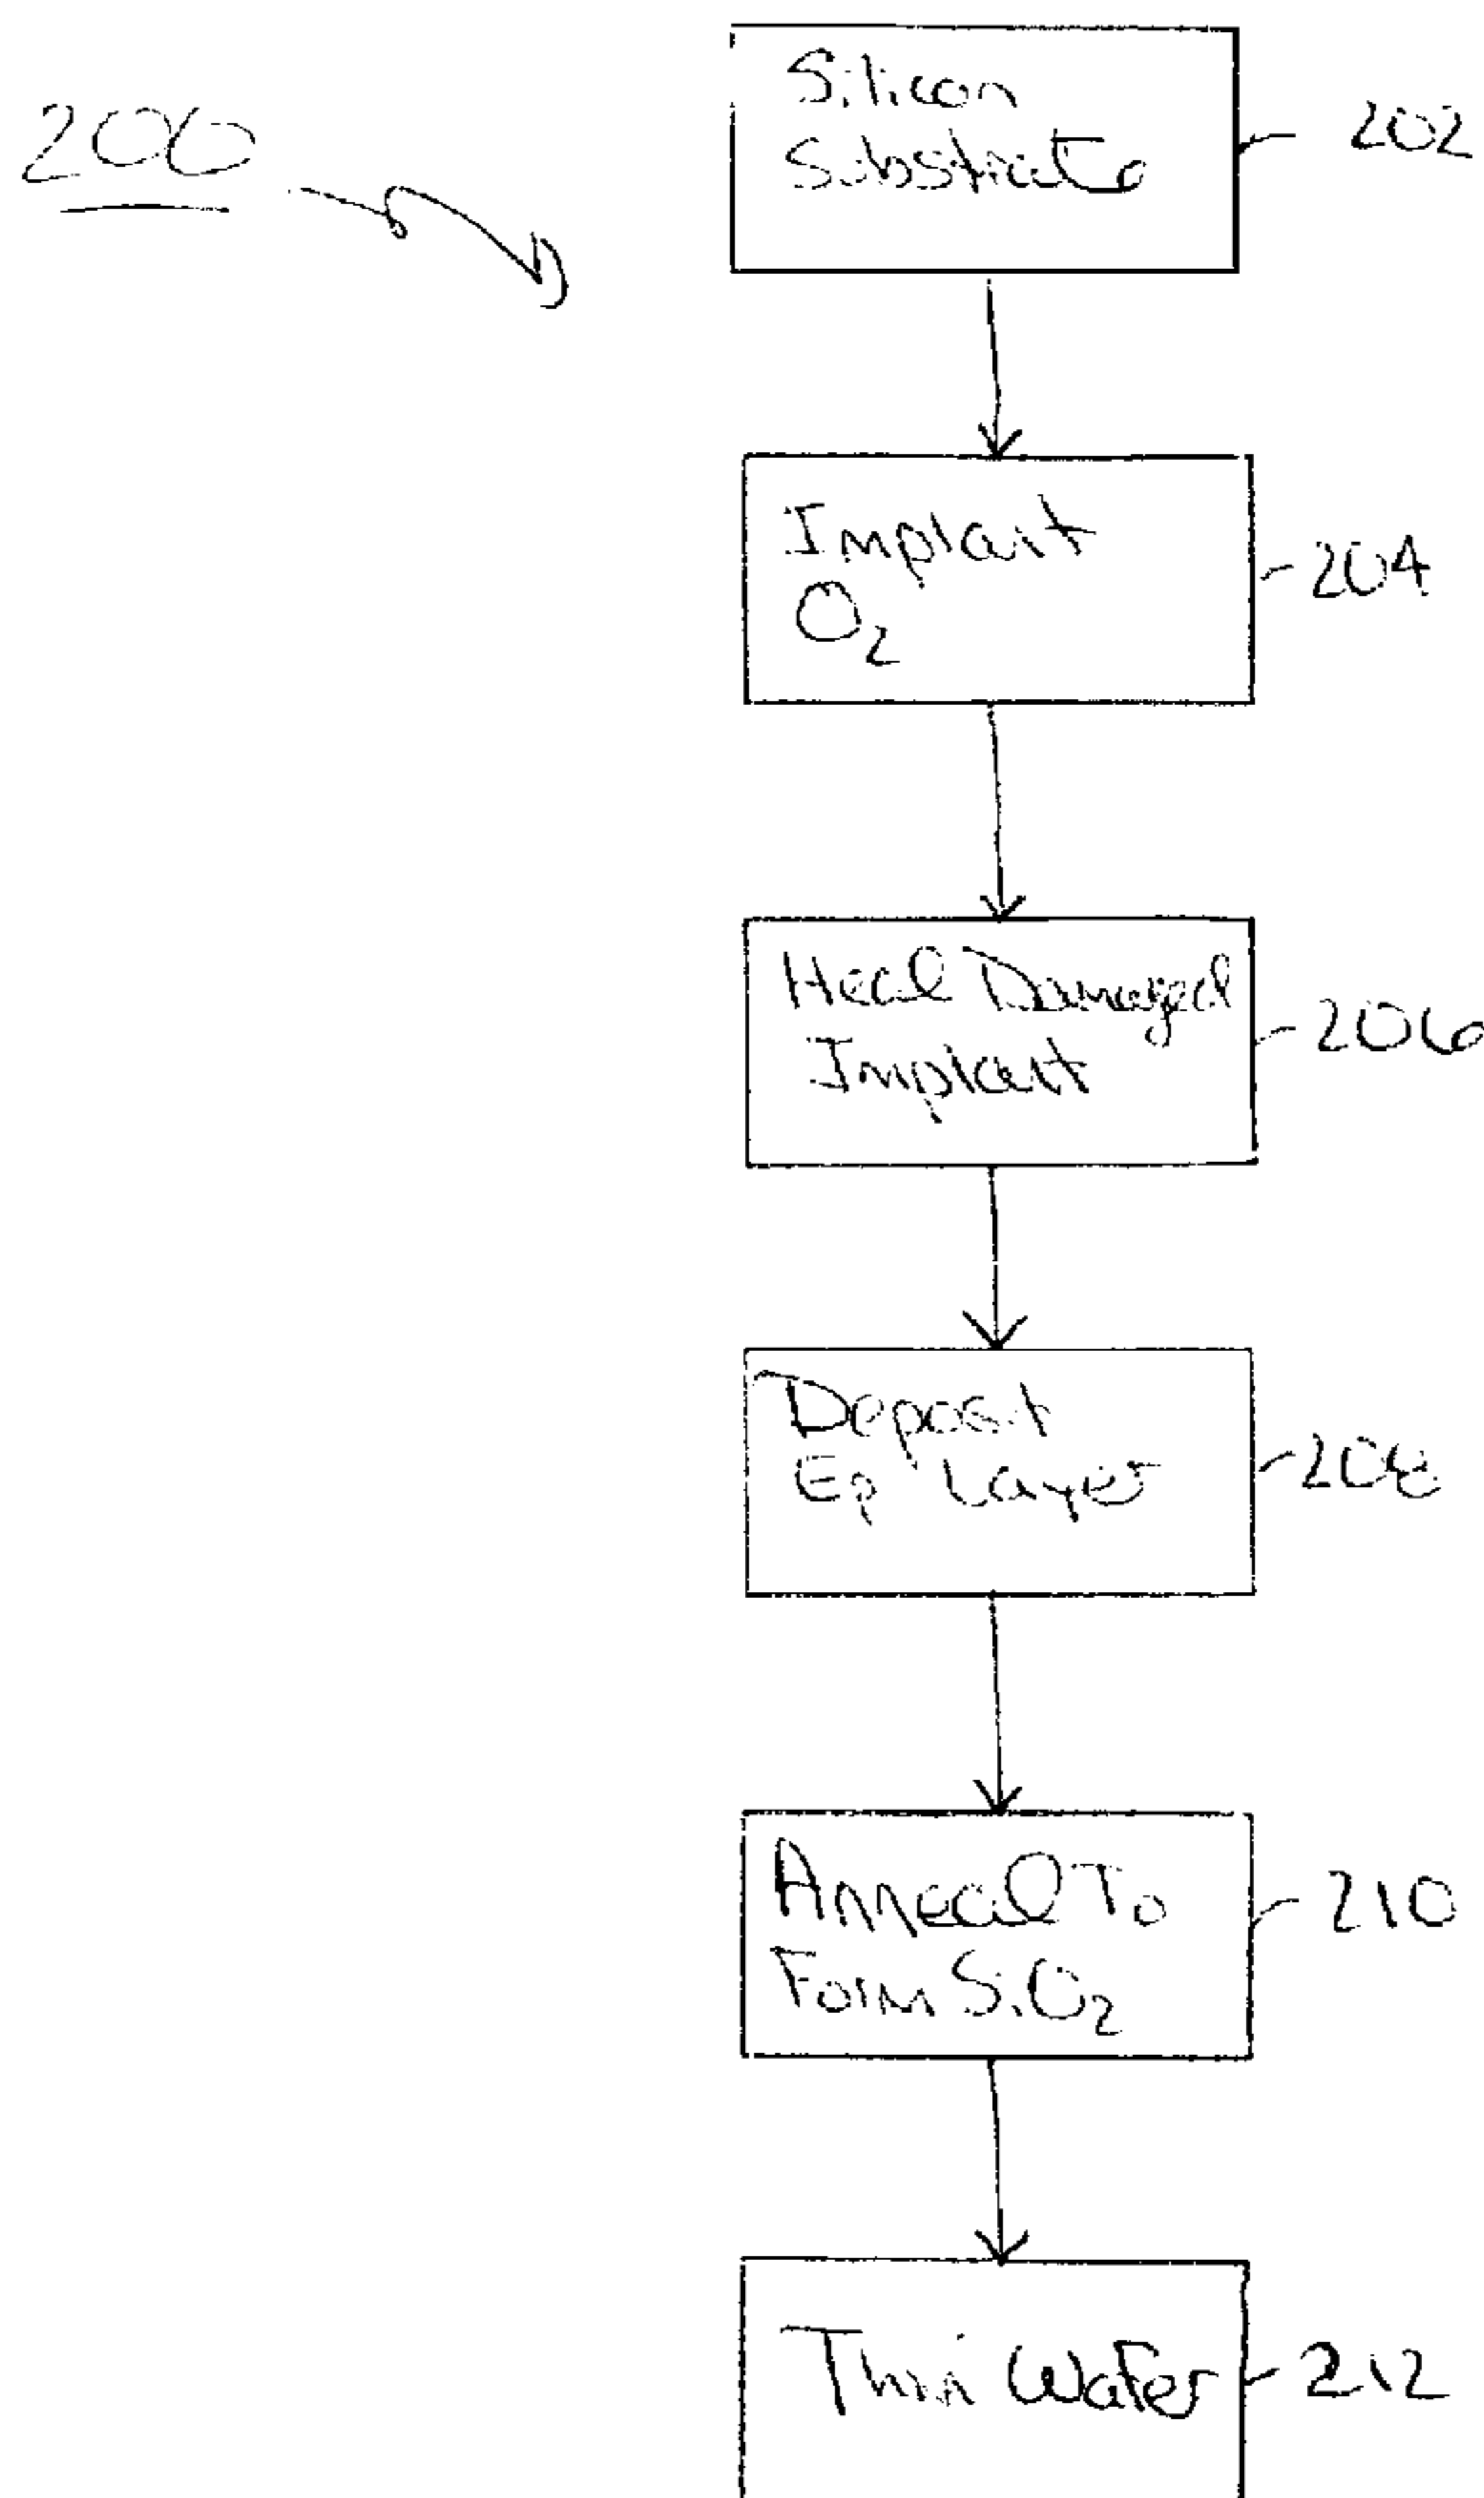 200
Silicon
Substrate
202
Implant
O₂
204
Heal Damaged
Implant
206
Deposit
Epi Layer
208
Anneal To
Form SiO₂
210
Thin Wafer
212